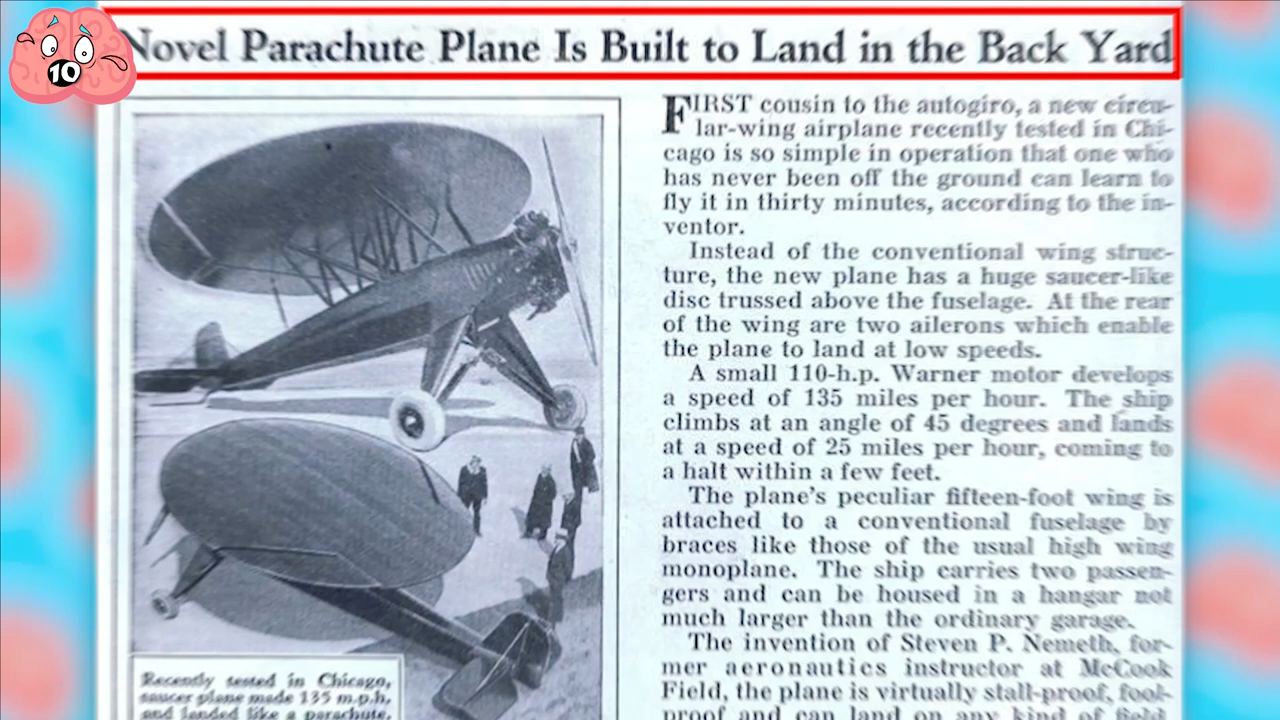 10
Novel Parachute Plane Is Built to Land in the Back Yard
FIRST cousin to the autogiro, a new circu-
lar-wing airplane recently tested in Chi-
cago is so simple in operation that one who
has never been off the ground can learn to
fly it in thirty minutes, according to the in-
ventor.
Instead of the conventional wing struc-
ture, the new plane has a huge saucer-like
disc trussed above the fuselage. At the rear
of the wing are two ailerons which enable
the plane to land at low speeds.
A small 110-h.p. Warner motor develops
a speed of 135 miles per hour. The ship
climbs at an angle of 45 degrees and lands
at a speed of 25 miles per hour, coming to
a halt within a few feet.
The plane's peculiar fifteen-foot wing is
attached to a conventional fuselage by
braces like those of the usual high wing
monoplane. The ship carries two passen-
gers and can be housed in a hangar not
much larger than the ordinary garage.
The invention of Steven P. Nemeth, for-
mer aeronautics instructor at McCook
Field, the plane is virtually stall-proof, fool-
proof and can land on any kind of field
Recently tested in Chicago,
saucer plane made 135 m.p.h.
and landed like a parachute.